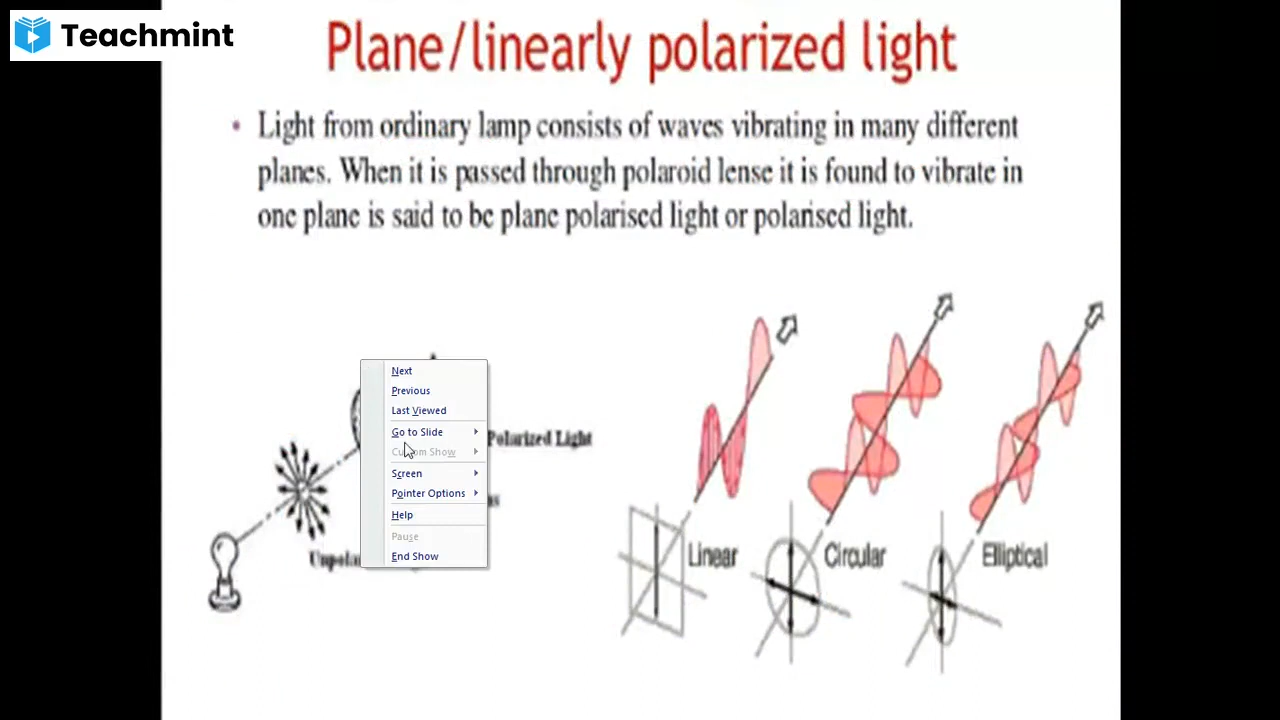 Teachmint
Plane/linearly polarized light
• Light from ordinary lamp consists of waves vibrating in many different
planes. When it is passed through polaroid lense it is found to vibrate in
one plane is said to be plane polarised light or polarised light.
Next
Previous
Last Viewed
Go to Slide
Custom Show
Screen
Pointer Options
Help
Pause
End Show
Polarized Light
Linear
Circular
Elliptical